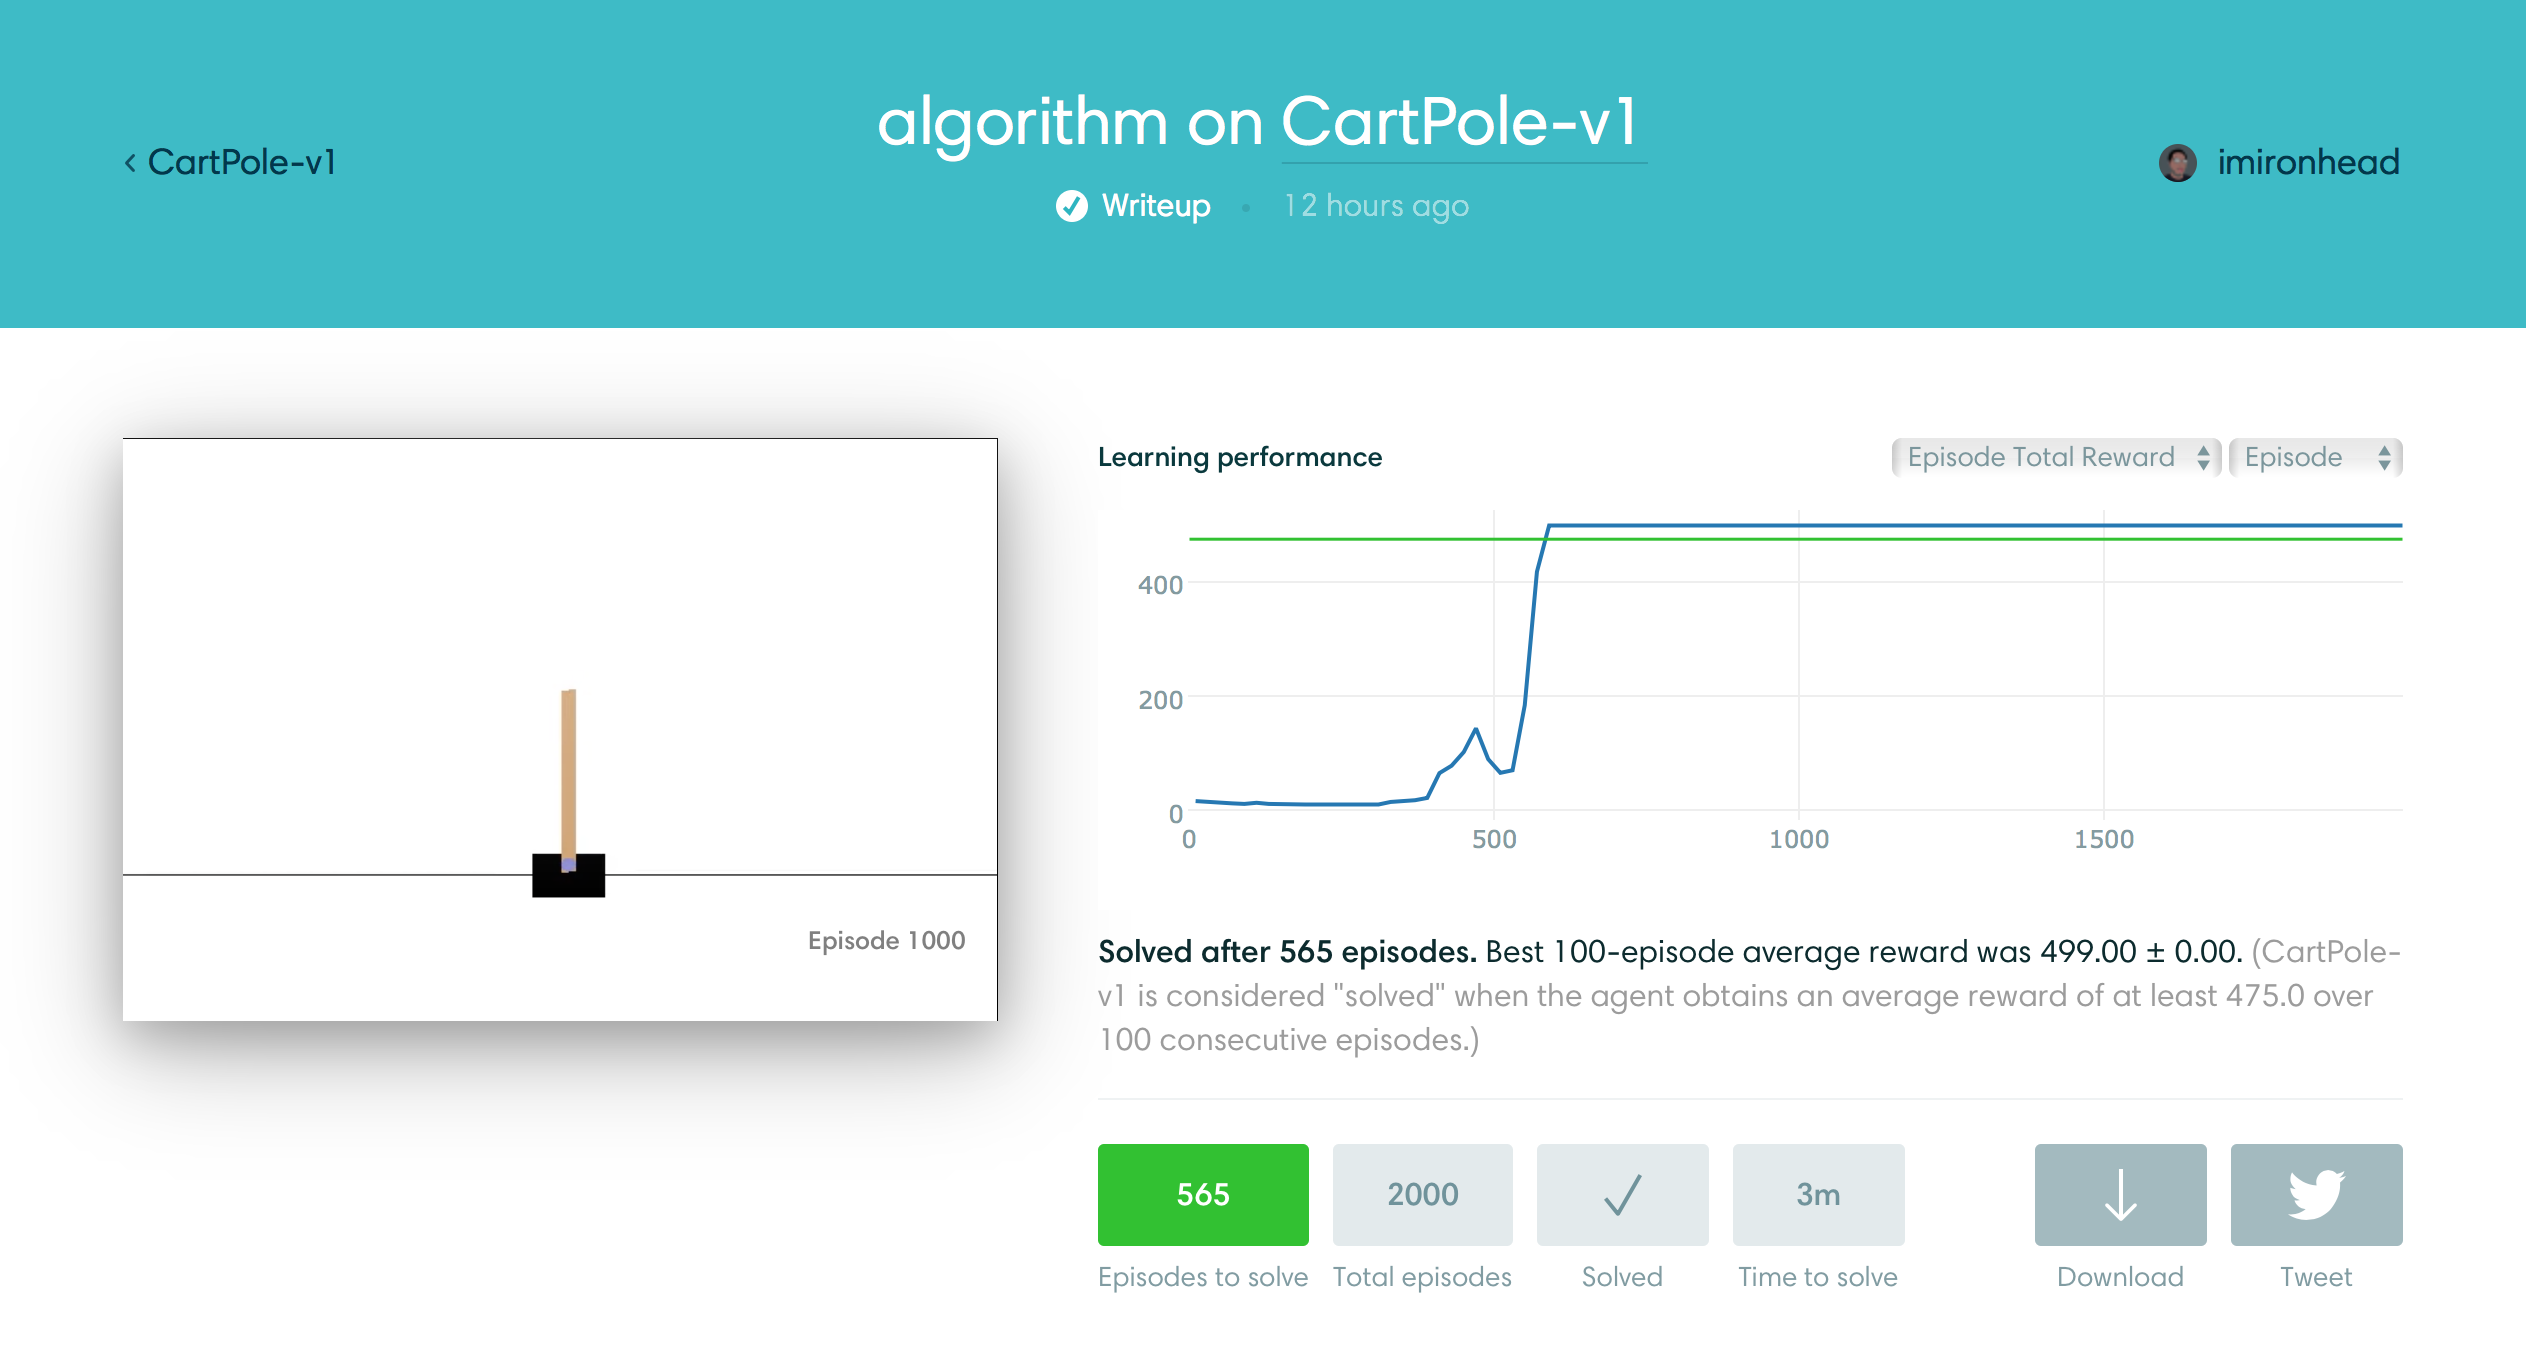 algorithm on CartPole-v1
‹ CartPole-v1
imironhead
Writeup • 12 hours ago
Learning performance
Episode Total Reward
Episode
400
200
0
0 500 1000 1500
Episode 1000
Solved after 565 episodes. Best 100-episode average reward was 499.00 ± 0.00. (CartPole-
v1 is considered "solved" when the agent obtains an average reward of at least 475.0 over
100 consecutive episodes.)
565 2000 3m
Episodes to solve Total episodes Solved Time to solve Download Tweet